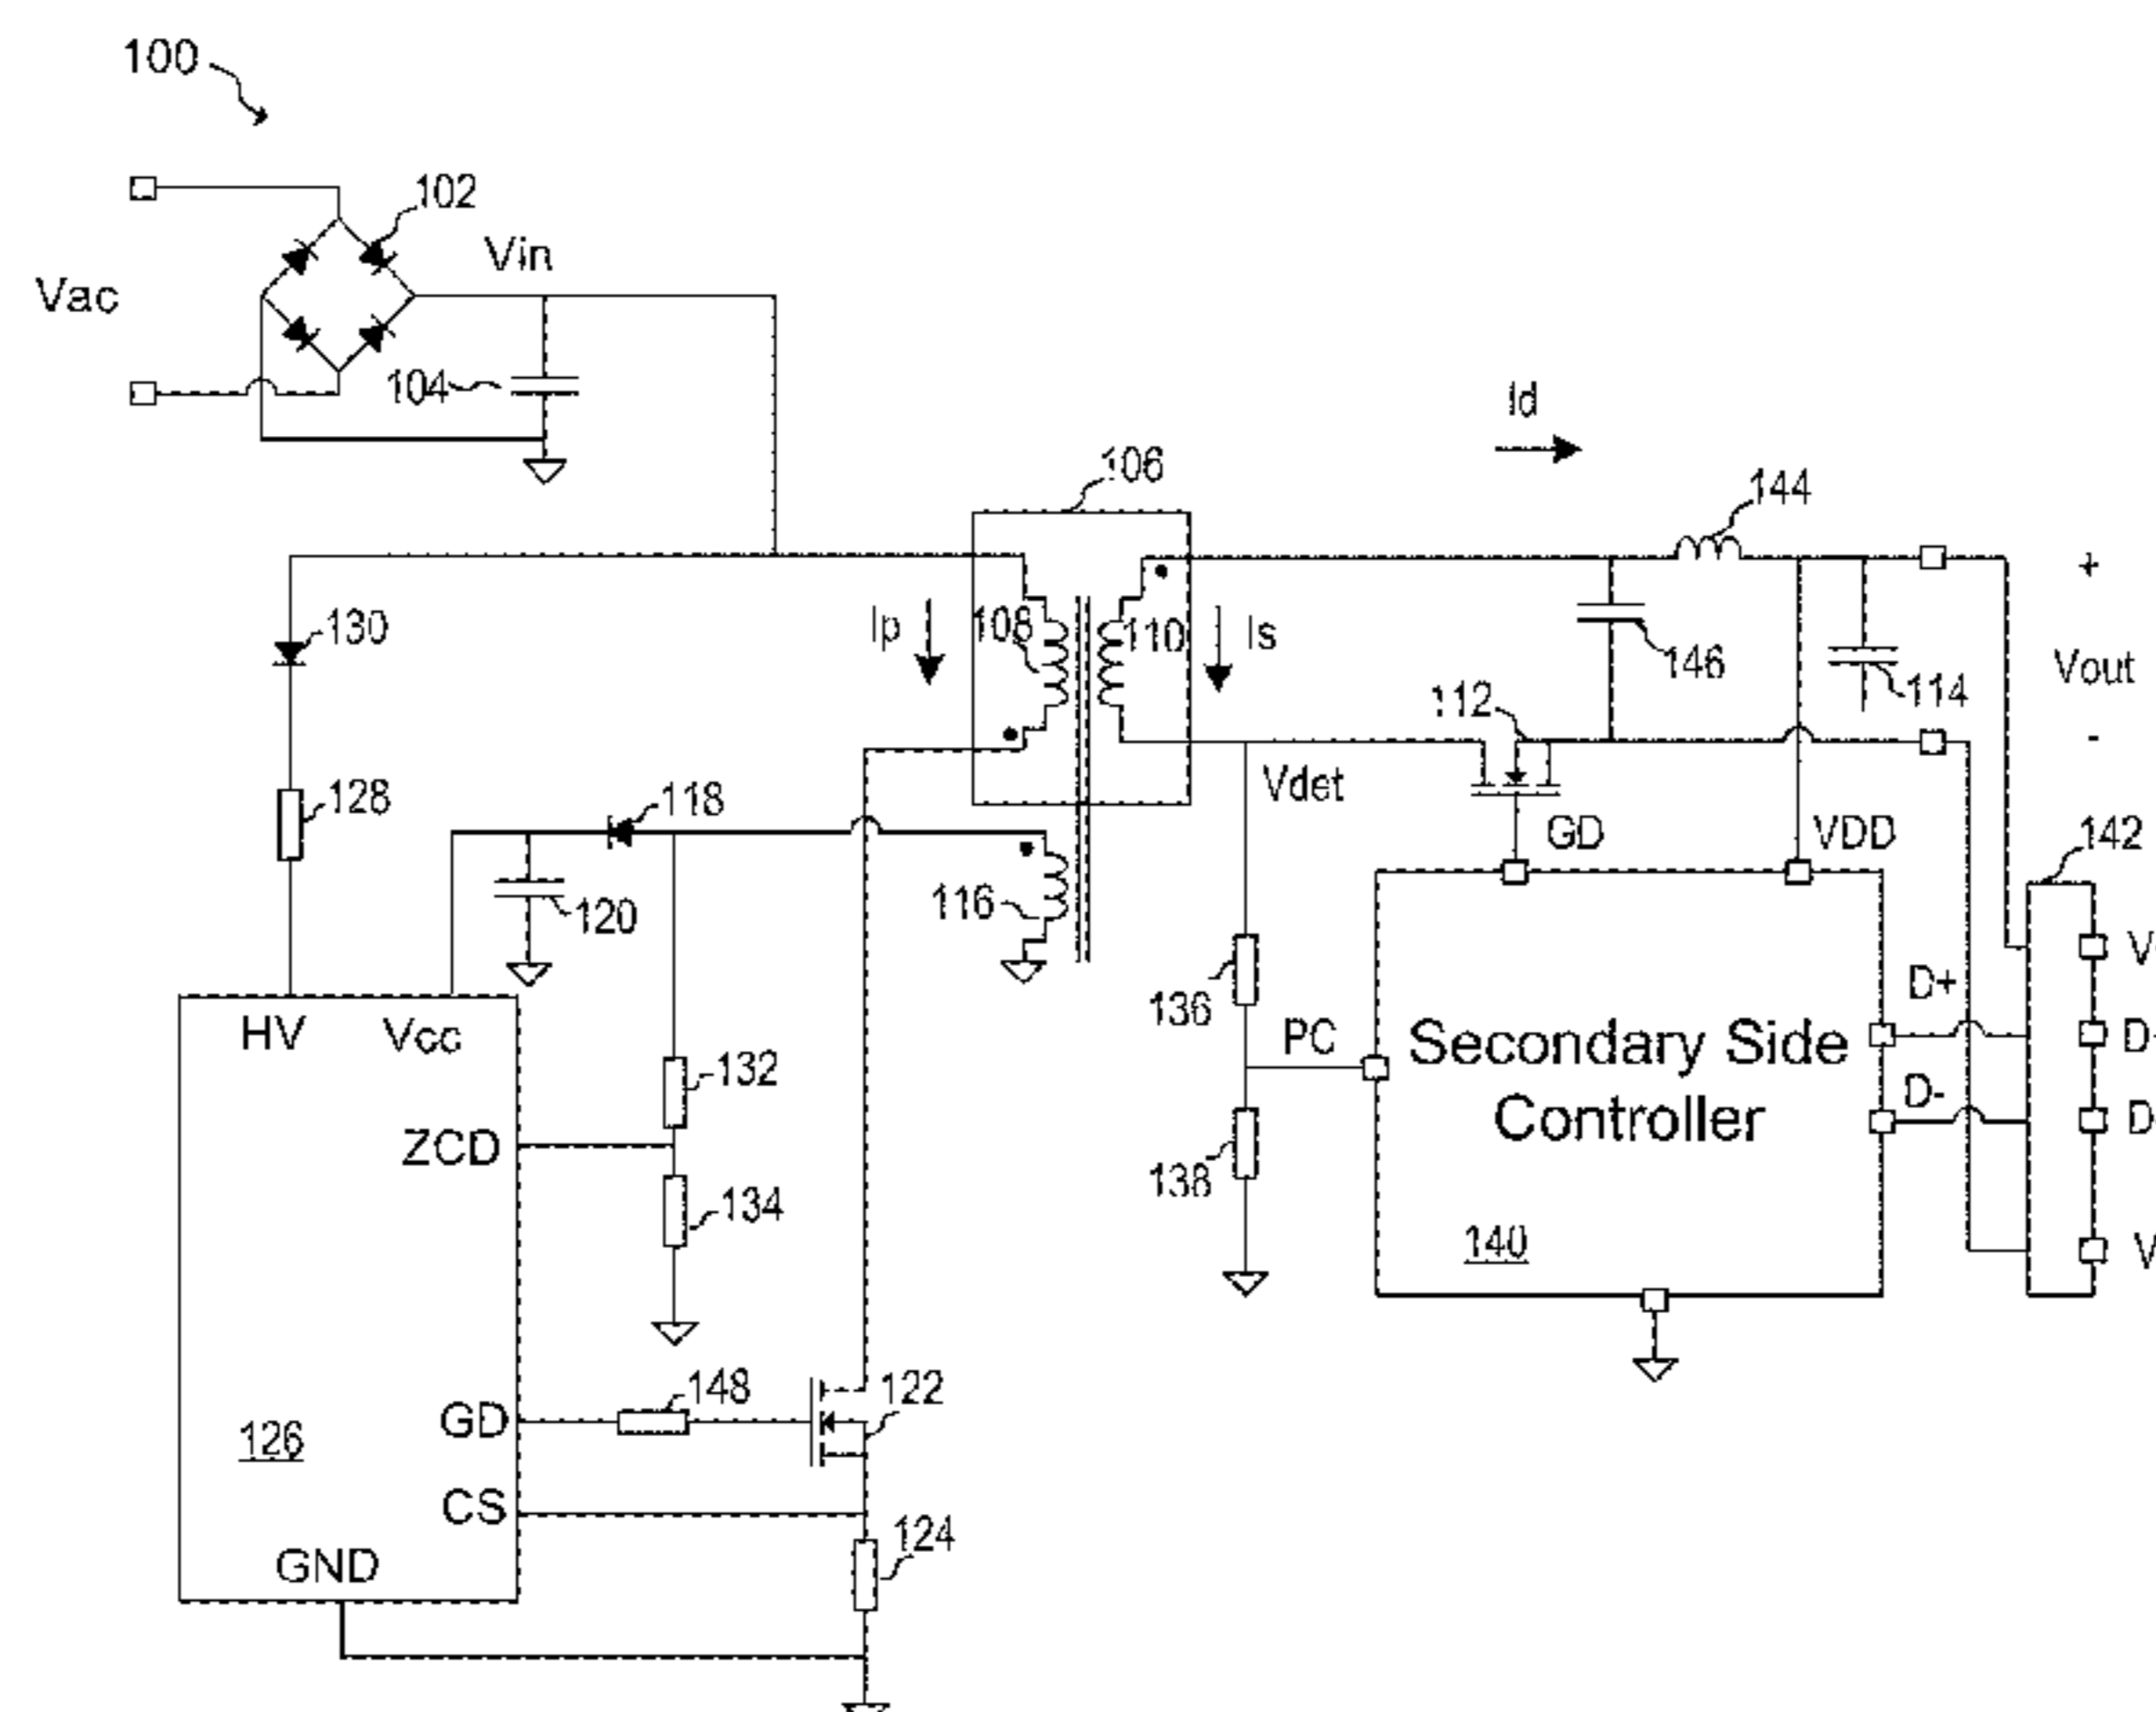 100
102
Vin
Vac
104
Id
106
144
130
Ip
108
110
Is
146
114
Vout
+
-
112
Vdet
128
118
GD
VDD
142
120
116
136
D+
HV
Vcc
PC
Secondary Side
Controller
132
D-
ZCD
138
134
140
148
122
GD
126
CS
124
GND
V
D
D
V